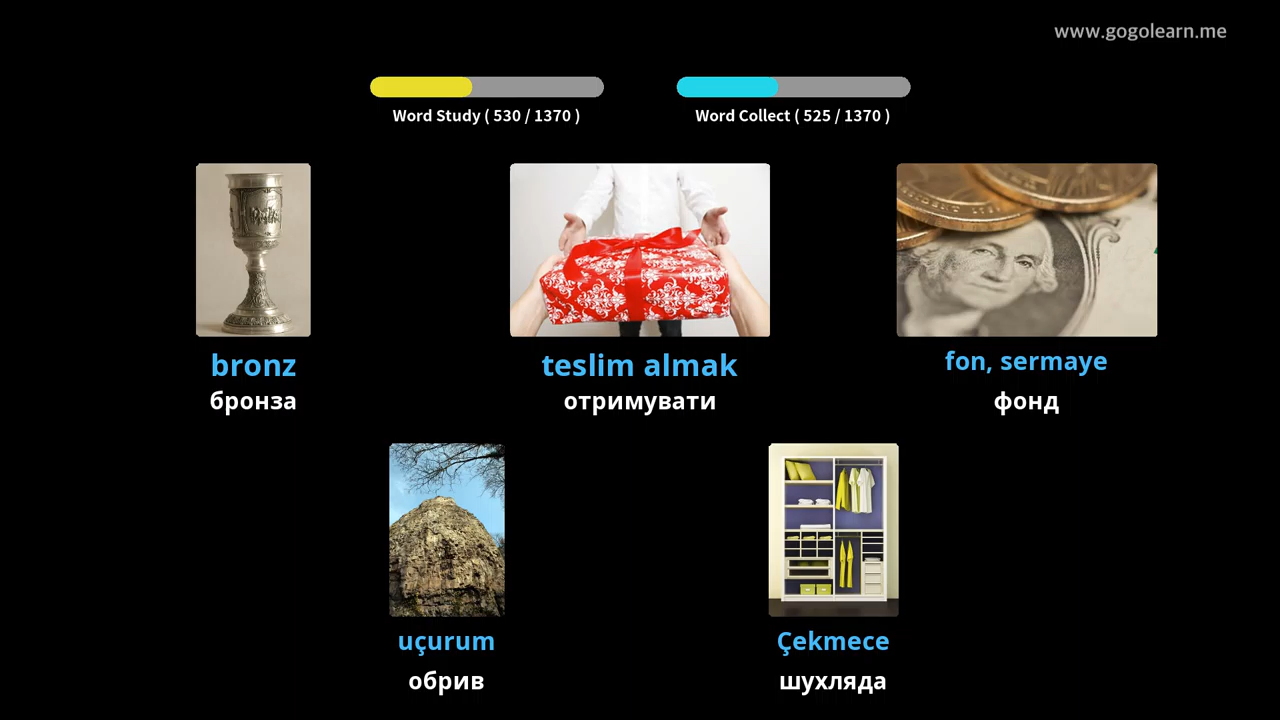 www.gogolearn.me
Word Study ( 530 / 1370 )
Word Collect ( 525 / 1370 )
bronz
бронза
teslim almak
отримувати
fon, sermaye
фонд
uçurum
обрив
Çekmece
шухляда